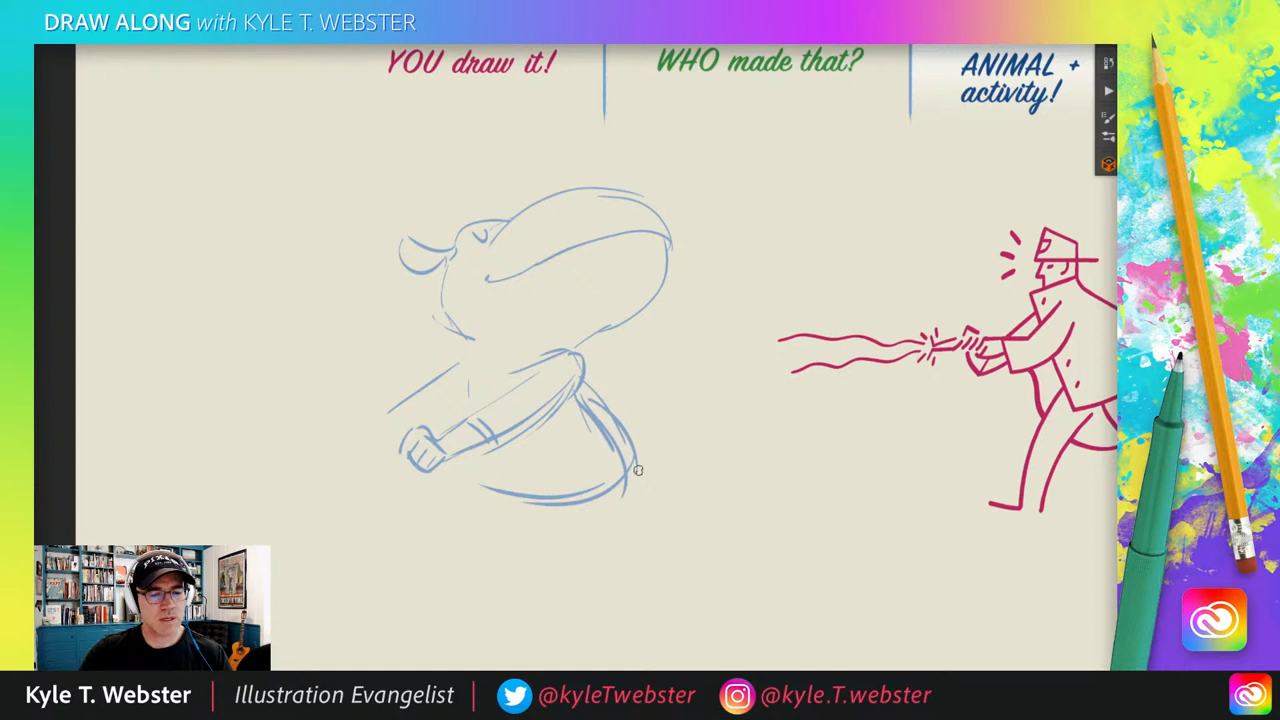 DRAW ALONG with KYLE T. WEBSTER
YOU draw it!
WHO made that?
ANIMAL +
activity!
Kyle T. Webster
Illustration Evangelist
@kyleTwebster
@kyle.T.webster